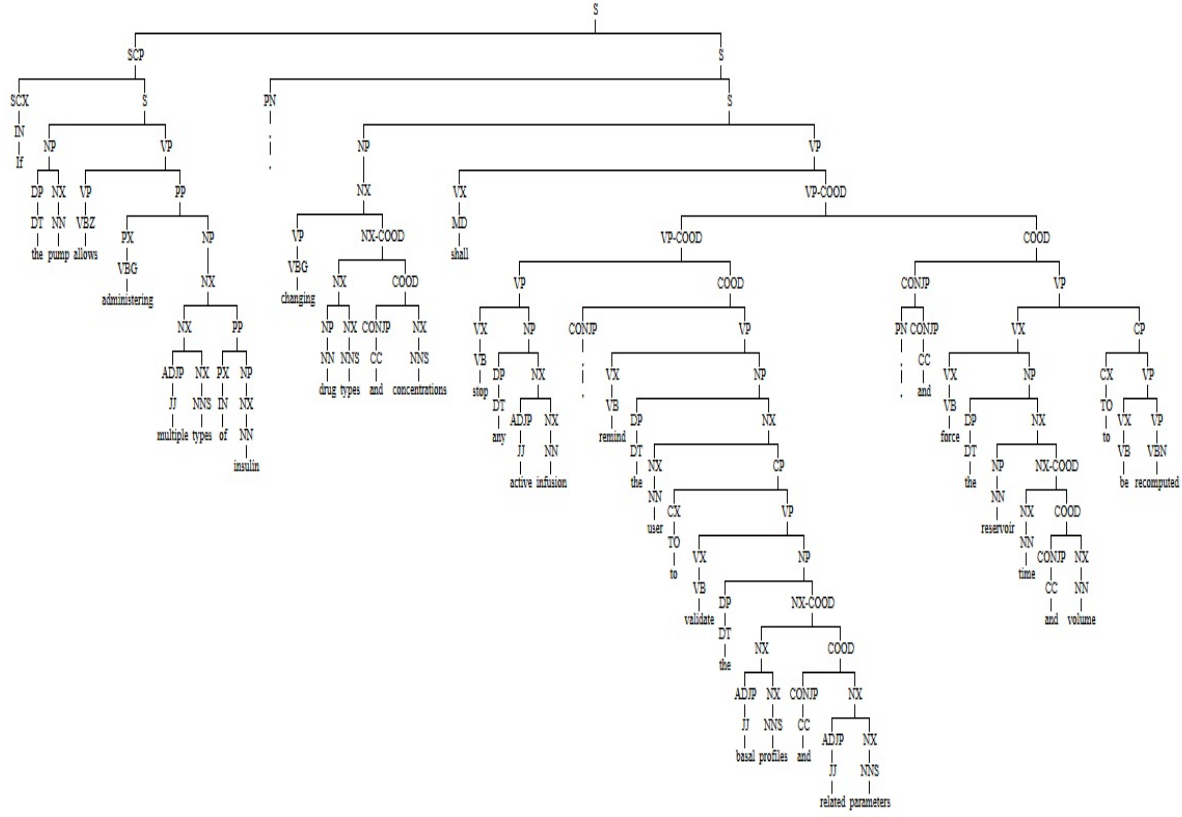 S
SCP S
SCX S PN S
IN ,
NP NP VP
If ,
DP NX VP PP NX VX VP-COOD
DT NN VBZ MD
PX NP VP NX-COOD VP-COOD COOD
the pump allows shall
VBG VBG
NX NX COOD VP COOD CONJP VP
administering changing
NX PP NP NX CONJP NX VX NP CONJP VP PN CONJP VX CP
NN NNS CC NNS VB , , CC
ADJP NX PX NP DP NX VX NP VX NP CX VP
drug types and concentrations stop , , and
JJ NNS IN NX DT VB VB TO
ADJP NX DP NX DP NX VX VP
multiple types of NN any remind force to
JJ NN DT DT VB VBN
insulin NX CP NP NX-COOD
active infusion the the be recomputed
NN NN
CX VP NX COOD
user reservoir
TO NN
VX NP CONJP NX
to time
VB CC NN
DP NX-COOD
validate and volume
DT
NX COOD
the
ADJP NX CONJP NX
JJ NNS CC
ADJP NX
basal profiles and
JJ NNS
related parameters